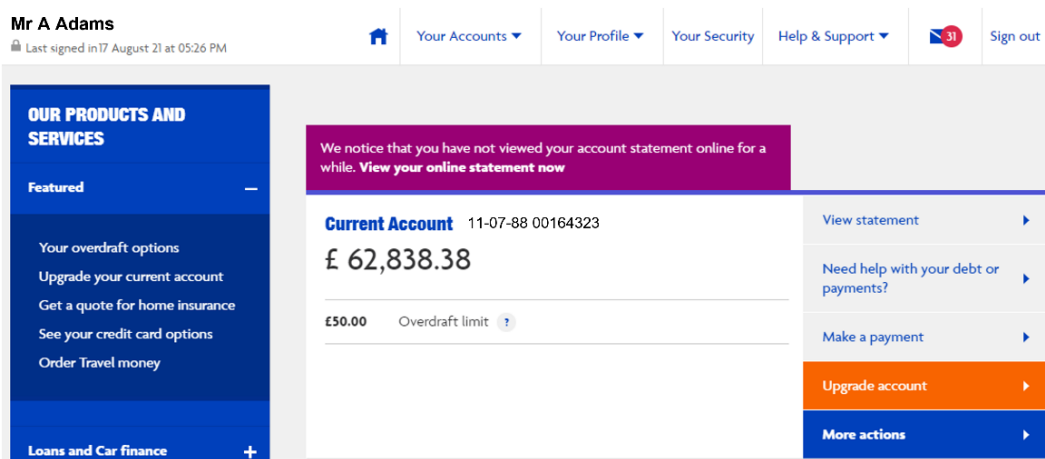 Mr A Adams
Last signed in17 August 21 at 05:26 PM
Your Accounts ▼
Your Profile ▼
Your Security
Help & Support ▼
31
Sign out
OUR PRODUCTS AND
SERVICES
Featured –
Your overdraft options
Upgrade your current account
Get a quote for home insurance
See your credit card options
Order Travel money
Loans and Car finance +
We notice that you have not viewed your account statement online for a
while. View your online statement now
Current Account 11-07-88 00164323
£ 62,838.38
£50.00 Overdraft limit ?
View statement
Need help with your debt or
payments?
Make a payment
Upgrade account
More actions